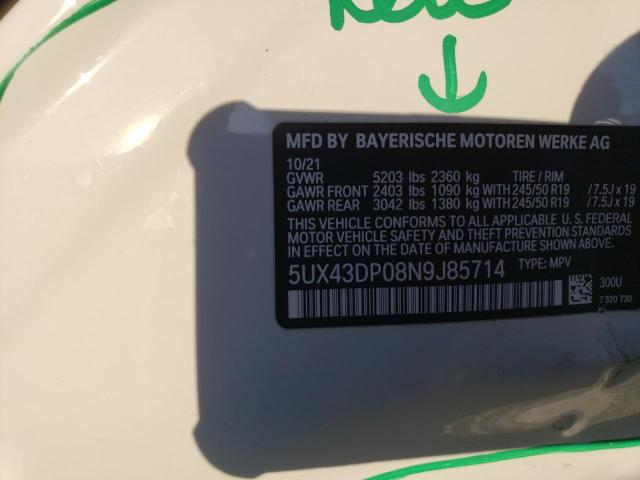 MFD BY BAYERISCHE MOTOREN WERKE AG
10/21
GVWR 5203 lbs 2360 kg TIRE / RIM
GAWR FRONT 2403 lbs 1090 kg WITH 245/50 R19 / 7.5J x 19
GAWR REAR 3042 lbs 1380 kg WITH 245/50 R19 / 7.5J x 19
THIS VEHICLE CONFORMS TO ALL APPLICABLE U.S. FEDERAL
MOTOR VEHICLE SAFETY AND THEFT PREVENTION STANDARDS
IN EFFECT ON THE DATE OF MANUFACTURE SHOWN ABOVE.
5UX43DP08N9J85714 TYPE: MPV
300U
7 320 730